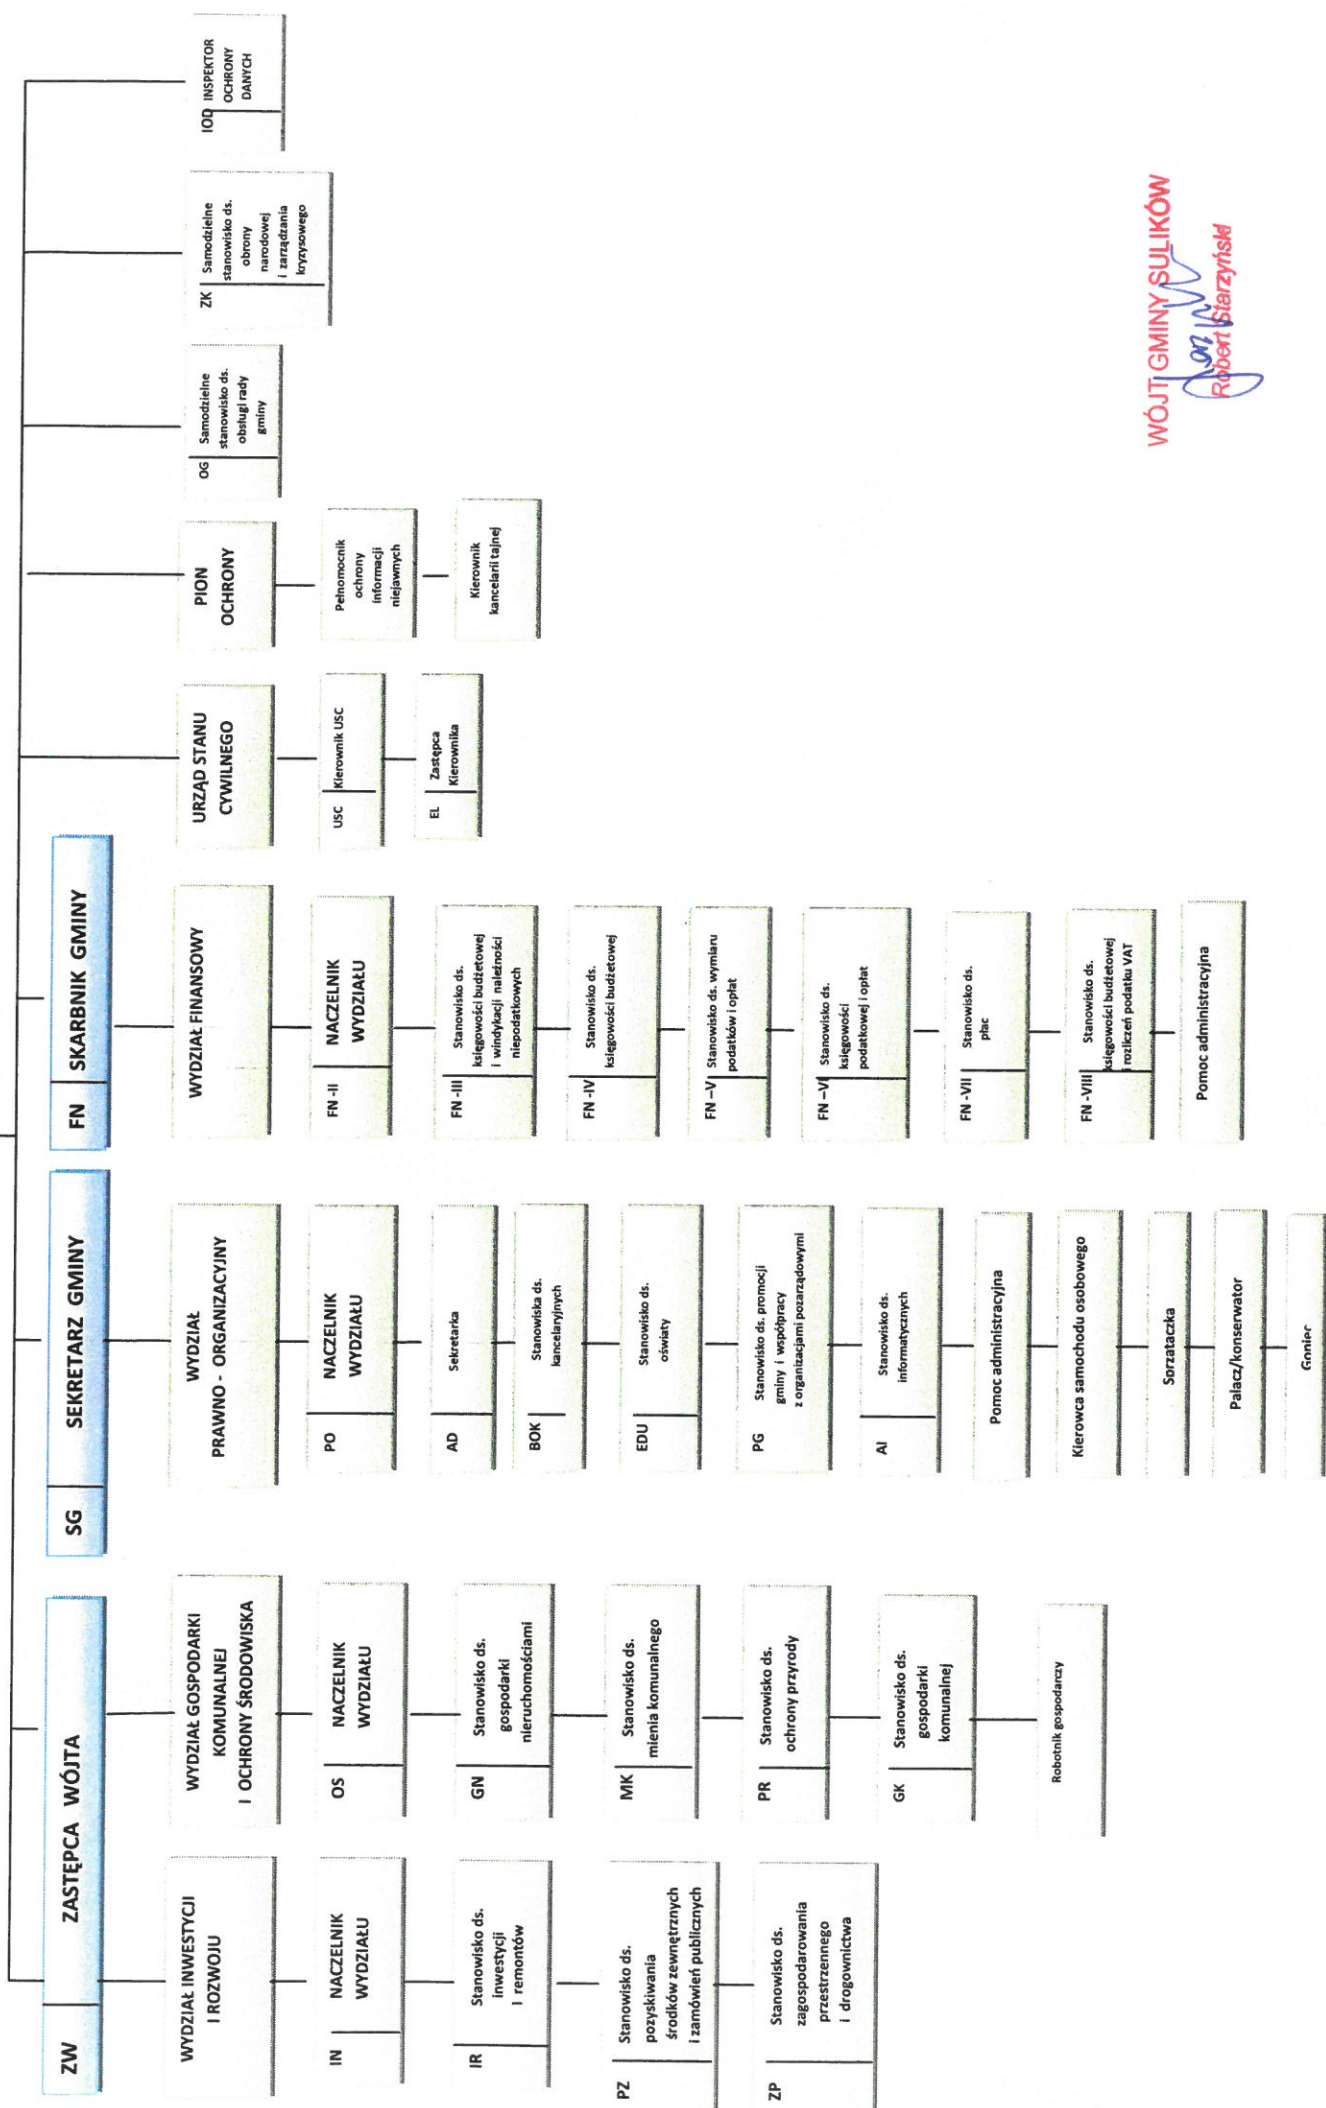 ZW
ZASTĘPCA WÓJTA
WYDZIAŁ INWESTYCJI
I ROZWOJU
IN
NACZELNIK
WYDZIAŁU
IR
Stanowisko ds.
inwestycji
i remontów
PZ
Stanowisko ds.
pozyskiwania
środków zewnętrznych
i zamówień publicznych
ZP
Stanowisko ds.
zagospodarowania
przestrzennego
i drogownictwa
WYDZIAŁ GOSPODARKI
KOMUNALNEJ
I OCHRONY ŚRODOWISKA
OS
NACZELNIK
WYDZIAŁU
GN
Stanowisko ds.
gospodarki
nieruchomościami
MK
Stanowisko ds.
mienia komunalnego
PR
Stanowisko ds.
ochrony przyrody
GK
Stanowisko ds.
gospodarki
komunalnej
Robotnik gospodarczy
SG
SEKRETARZ GMINY
WYDZIAŁ
PRAWNO - ORGANIZACYJNY
PO
NACZELNIK
WYDZIAŁU
AD
Sekretarka
BOK
Stanowiska ds.
kancelaryjnych
EDU
Stanowisko ds.
oświaty
PG
Stanowisko ds. promocji
gminy i współpracy
z organizacjami pozarządowymi
AI
Stanowisko ds.
informatycznych
Pomoc administracyjna
Kierowca samochodu osobowego
Sorzataczka
Palacz/konserwator
Goniec
FN
SKARBNIK GMINY
WYDZIAŁ FINANSOWY
FN -II
NACZELNIK
WYDZIAŁU
FN -III
Stanowisko ds.
księgowości budżetowej
i windykacji należności
niepodatkowych
FN -IV
Stanowisko ds.
księgowości budżetowej
FN –V
Stanowisko ds. wymiaru
podatków i opłat
FN –VI
Stanowisko ds.
księgowości
podatkowej i opłat
FN -VII
Stanowisko ds.
płac
FN -VIII
Stanowisko ds.
księgowości budżetowej
i rozliczeń podatku VAT
Pomoc administracyjna
URZĄD STANU
CYWILNEGO
USC
Kierownik USC
EL
Zastępca
Kierownika
PION
OCHRONY
Pełnomocnik
ochrony
informacji
niejawnych
Kierownik
kancelarii tajnej
OG
Samodzielne
stanowisko ds.
obsługi rady
gminy
ZK
Samodzielne
stanowisko ds.
obrony
narodowej
i zarządzania
kryzysowego
IOD
INSPEKTOR
OCHRONY
DANYCH
WÓJT GMINY SULIKÓW
Robert Starzyński